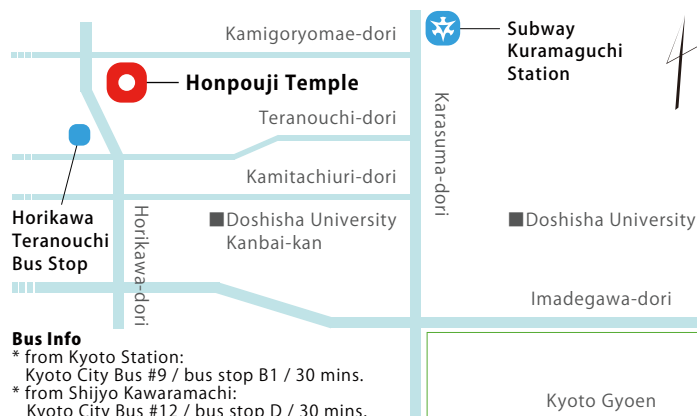 Kamigoryomae-dori
Subway
Kuramaguchi
Station
Honpouji Temple
Karasuma-dori
Teranouchi-dori
Kamitachiuri-dori
Horikawa
Teranouchi
Bus Stop
Horikawa-dori
Doshisha University
Kanbai-kan
Doshisha University
Imadegawa-dori
Bus Info
* from Kyoto Station:
Kyoto City Bus #9 / bus stop B1 / 30 mins.
* from Shijyo Kawaramachi:
Kyoto City Bus #12 / bus stop D / 30 mins.
Kyoto Gyoen